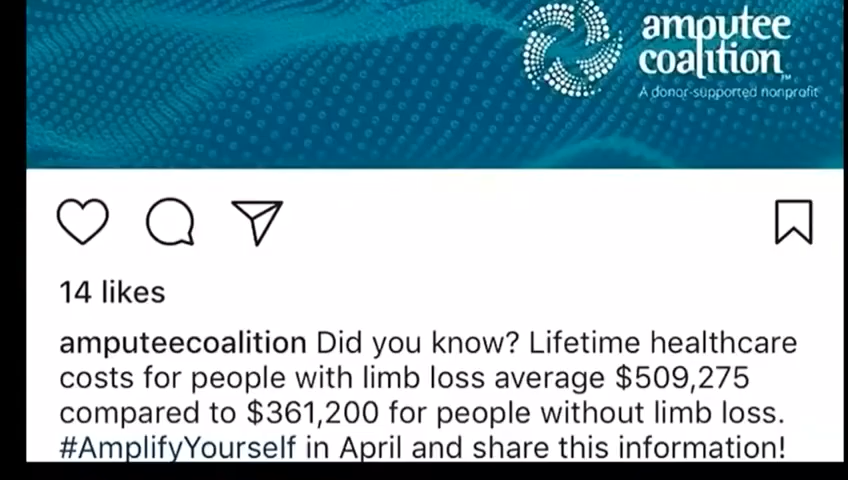 amputee
coalition
A donor-supported nonprofit
14 likes
amputeecoalition Did you know? Lifetime healthcare
costs for people with limb loss average $509,275
compared to $361,200 for people without limb loss.
#AmplifyYourself in April and share this information!